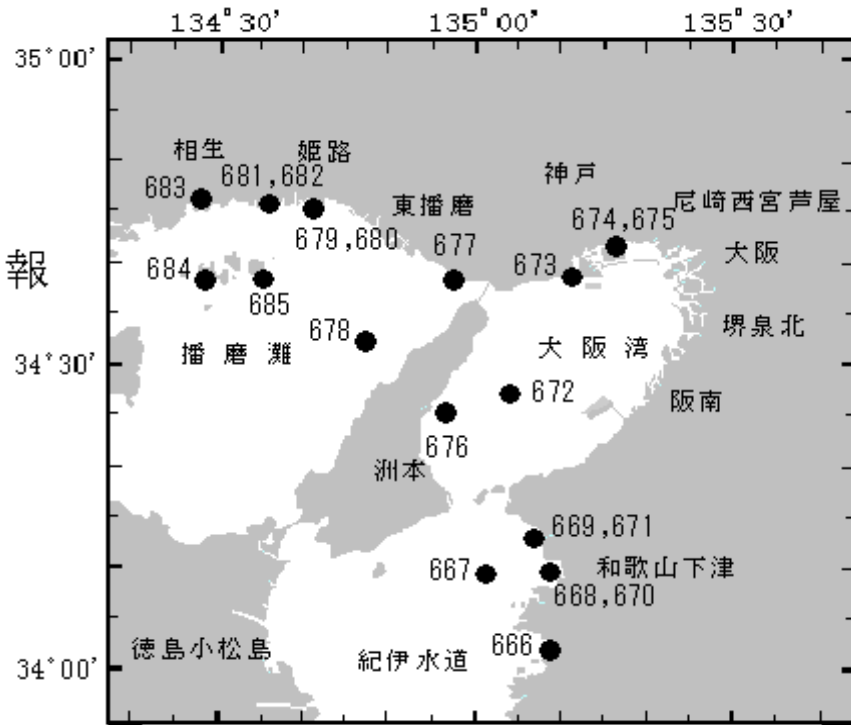 134°30'
135°00'
135°30'
35°00'
相生
姫路
神戸
683
681,682
東播磨
尼崎西宮芦屋
674,675
679,680
677
大阪
報
684
685
673
678
堺泉北
播磨灘
大阪湾
34°30'
672
阪南
676
洲本
669,671
667
和歌山下津
668,670
徳島小松島
666
紀伊水道
34°00'